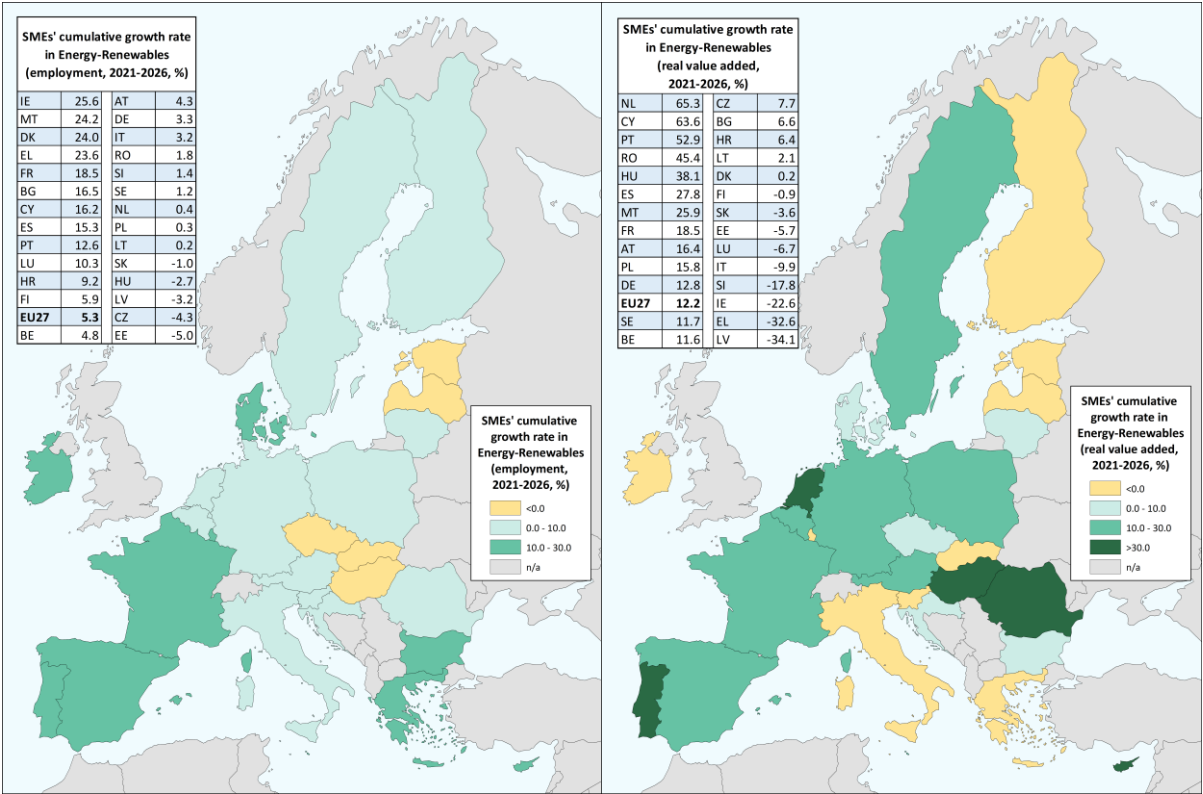 SMEs' cumulative growth rate
in Energy-Renewables
(employment, 2021-2026, %)
IE 25.6 AT 4.3
MT 24.2 DE 3.3
DK 24.0 IT 3.2
EL 23.6 RO 1.8
FR 18.5 SI 1.4
BG 16.5 SE 1.2
CY 16.2 NL 0.4
ES 15.3 PL 0.3
PT 12.6 LT 0.2
LU 10.3 SK -1.0
HR 9.2 HU -2.7
FI 5.9 LV -3.2
EU27 5.3 CZ -4.3
BE 4.8 EE -5.0
SMEs' cumulative
growth rate in
Energy-Renewables
(employment,
2021-2026, %)
<0.0
0.0 - 10.0
10.0 - 30.0
n/a
SMEs' cumulative growth rate
in Energy-Renewables
(real value added,
2021-2026, %)
NL 65.3 CZ 7.7
CY 63.6 BG 6.6
PT 52.9 HR 6.4
RO 45.4 LT 2.1
HU 38.1 DK 0.2
ES 27.8 FI -0.9
MT 25.9 SK -3.6
FR 18.5 EE -5.7
AT 16.4 LU -6.7
PL 15.8 IT -9.9
DE 12.8 SI -17.8
EU27 12.2 IE -22.6
SE 11.7 EL -32.6
BE 11.6 LV -34.1
SMEs' cumulative
growth rate in
Energy-Renewables
(real value added,
2021-2026, %)
<0.0
0.0 - 10.0
10.0 - 30.0
>30.0
n/a